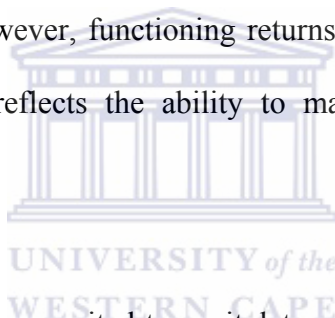 wever, functioning returns
reflects the ability to ma
UNIVERSITY of the
WESTERN CAPE